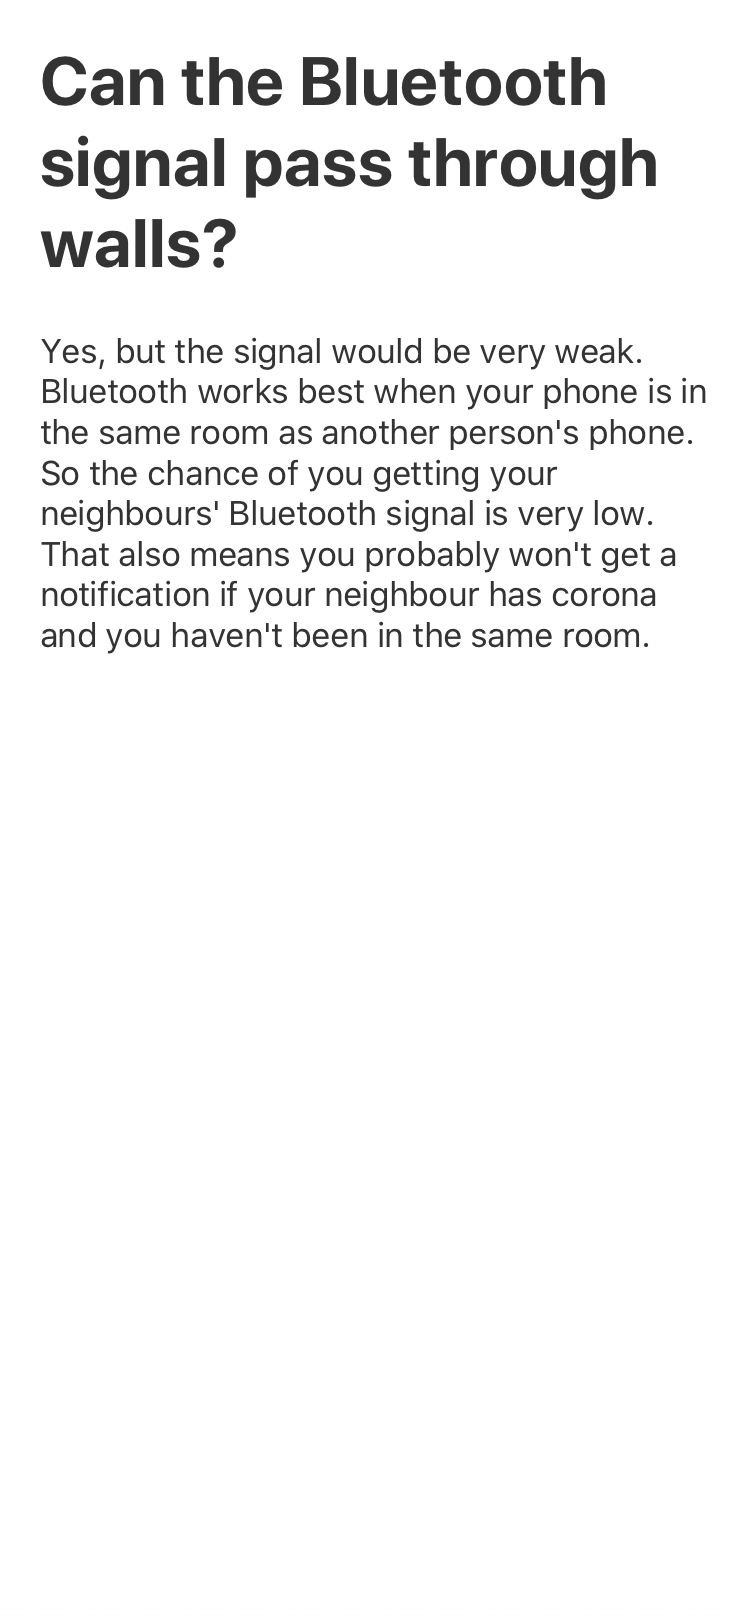 Can the Bluetooth
signal pass through
walls?
Yes, but the signal would be very weak.
Bluetooth works best when your phone is in
the same room as another person's phone.
So the chance of you getting your
neighbours' Bluetooth signal is very low.
That also means you probably won't get a
notification if your neighbour has corona
and you haven't been in the same room.